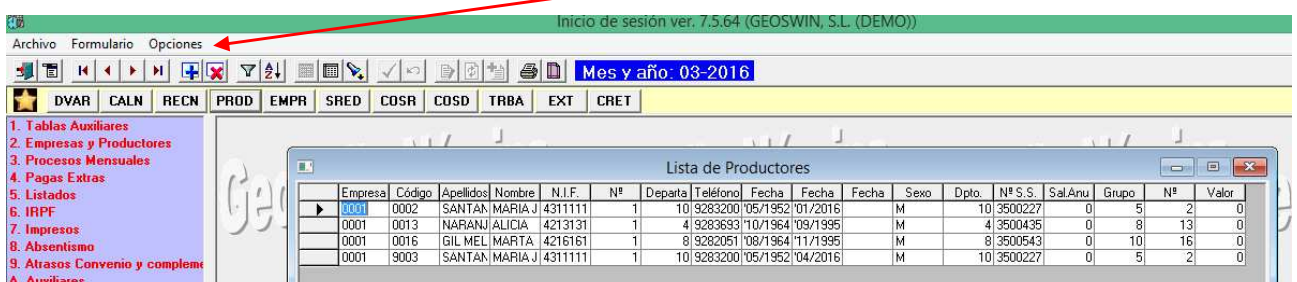 Inicio de sesión ver. 7.5.64 (GEOSWIN, S.L. (DEMO))
Archivo Formulario Opciones
Mes y año: 03-2016
DVAR CALN RECN PROD EMPR SRED COSR COSD TRBA EXT CRET
1. Tablas Auxiliares
2. Empresas y Productores
3. Procesos Mensuales
4. Pagas Extras
5. Listados
6. IRPF
7. Impresos
8. Absentismo
9. Atrasos Convenio y compleme
A. Auxiliares
Lista de Productores
Empresa Código Apellidos Nombre N.I.F. Nº Departa Teléfono Fecha Fecha Fecha Sexo Dpto. Nº S.S. Sal.Anu Grupo Nº Valor
0001 0002 SANTAN MARIA J 4311111 1 10 9283200 '05/1952 '01/2016 M 10 3500227 0 5 2 0
0001 0013 NARANJ ALICIA 4213131 1 4 9283693 '10/1964 '09/1995 M 4 3500435 0 8 13 0
0001 0016 GIL MEL MARTA 4216161 1 8 9282051 '08/1964 '11/1995 M 8 3500543 0 10 16 0
0001 9003 SANTAN MARIA J 4311111 1 10 9283200 '05/1952 '04/2016 M 10 3500227 0 5 2 0